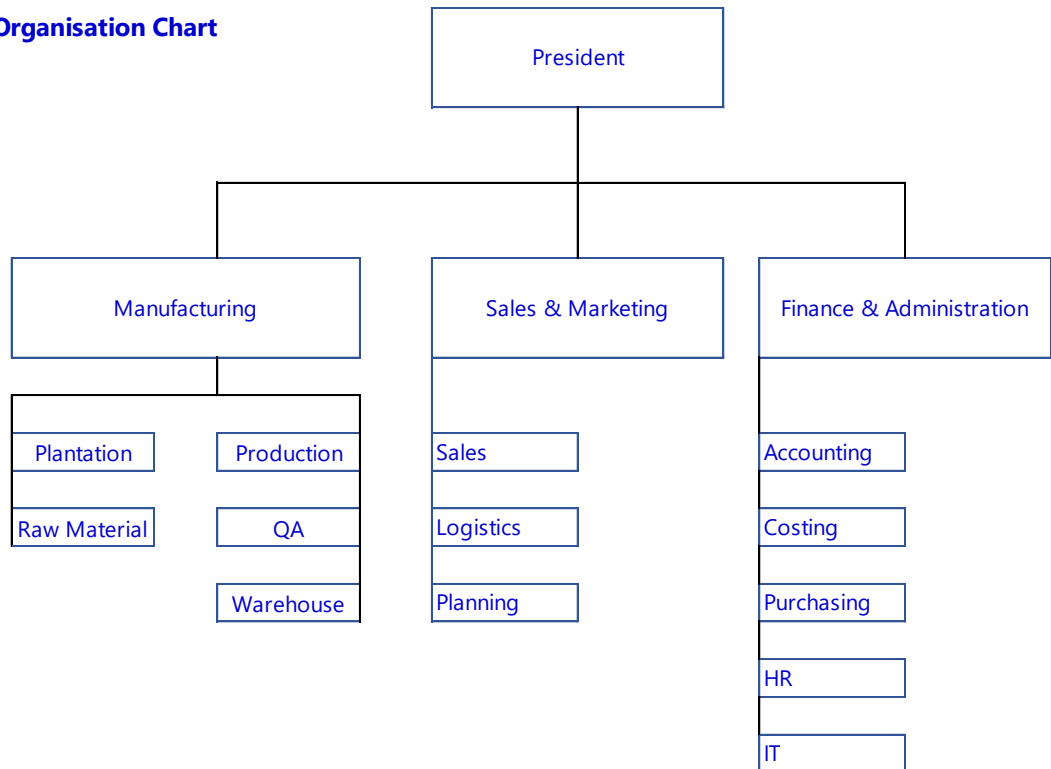 Organisation Chart
President
Manufacturing
Sales & Marketing
Finance & Administration
Plantation
Production
Sales
Accounting
Raw Material
QA
Logistics
Costing
Warehouse
Planning
Purchasing
HR
IT